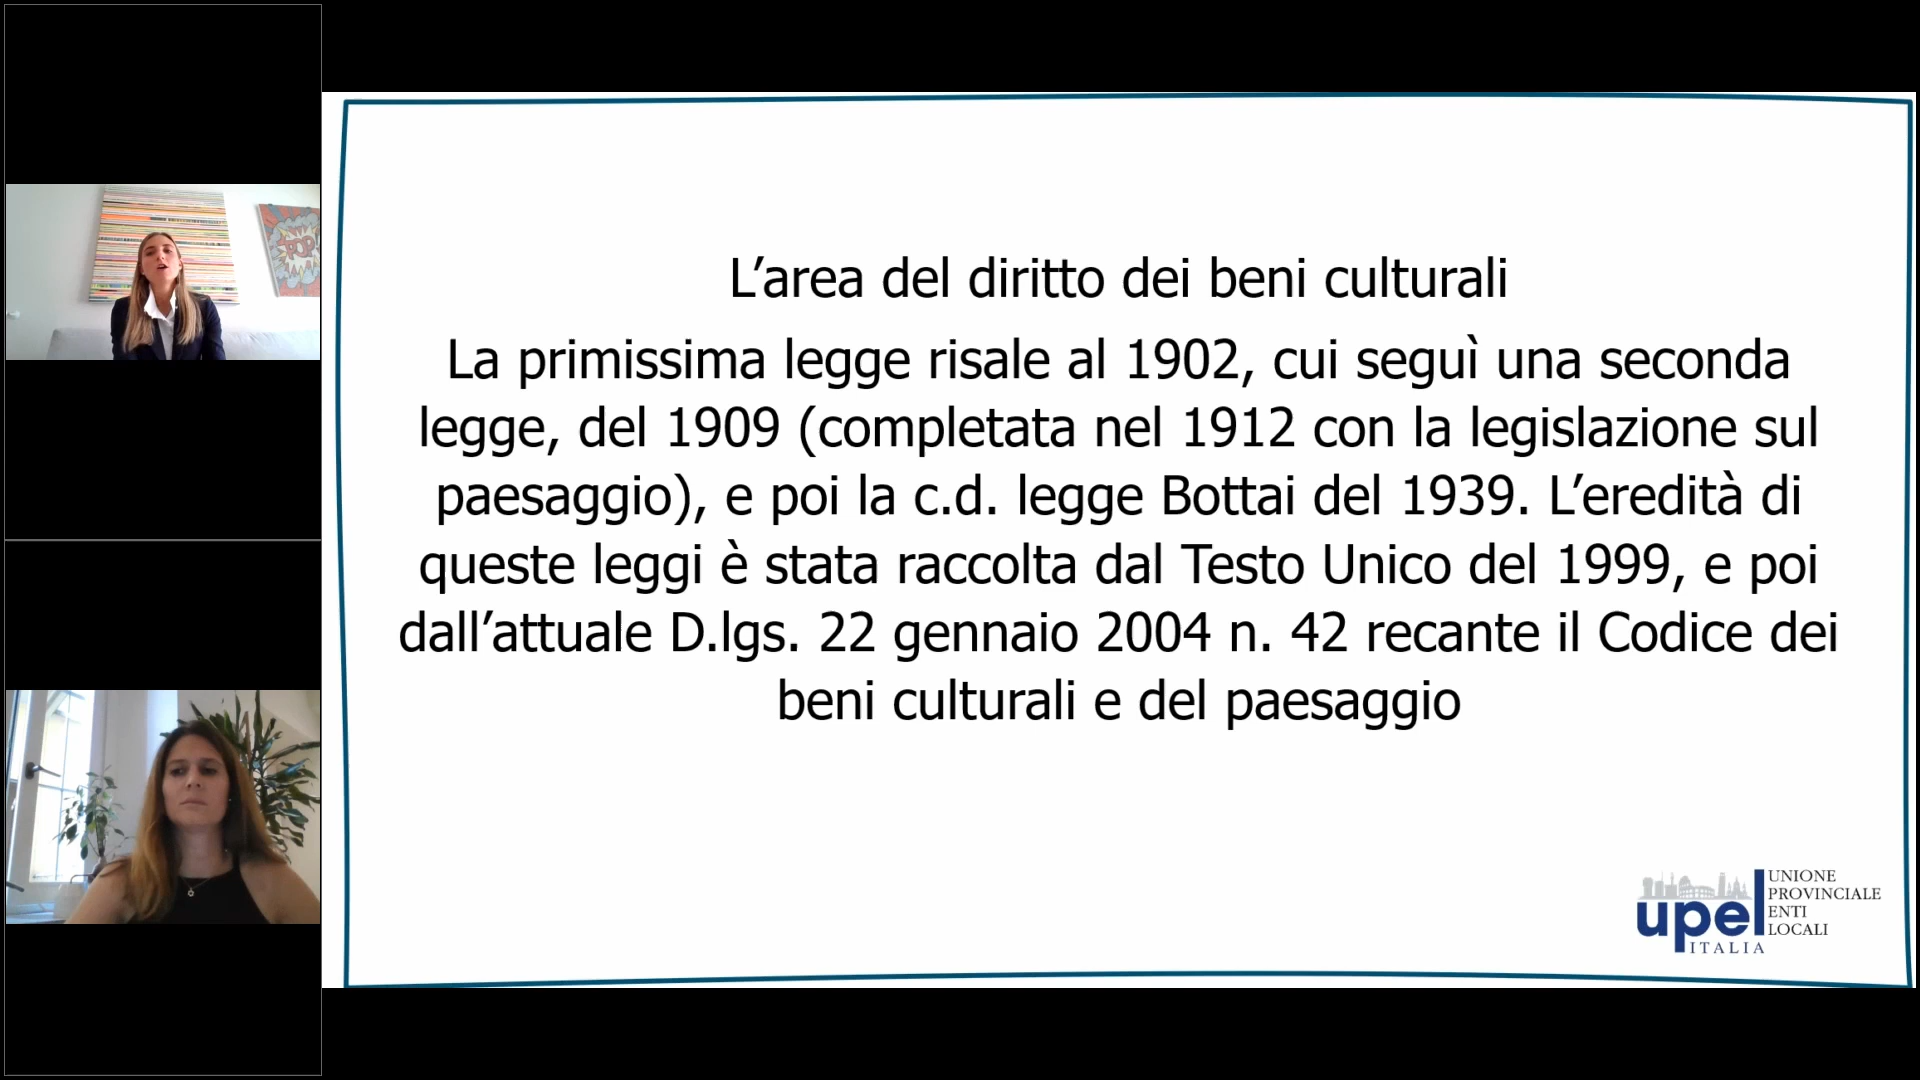 POP!
L’area del diritto dei beni culturali
La primissima legge risale al 1902, cui seguì una seconda
legge, del 1909 (completata nel 1912 con la legislazione sul
paesaggio), e poi la c.d. legge Bottai del 1939. L’eredità di
queste leggi è stata raccolta dal Testo Unico del 1999, e poi
dall’attuale D.lgs. 22 gennaio 2004 n. 42 recante il Codice dei
beni culturali e del paesaggio
upel
ITALIA
UNIONE
PROVINCIALE
ENTI
LOCALI